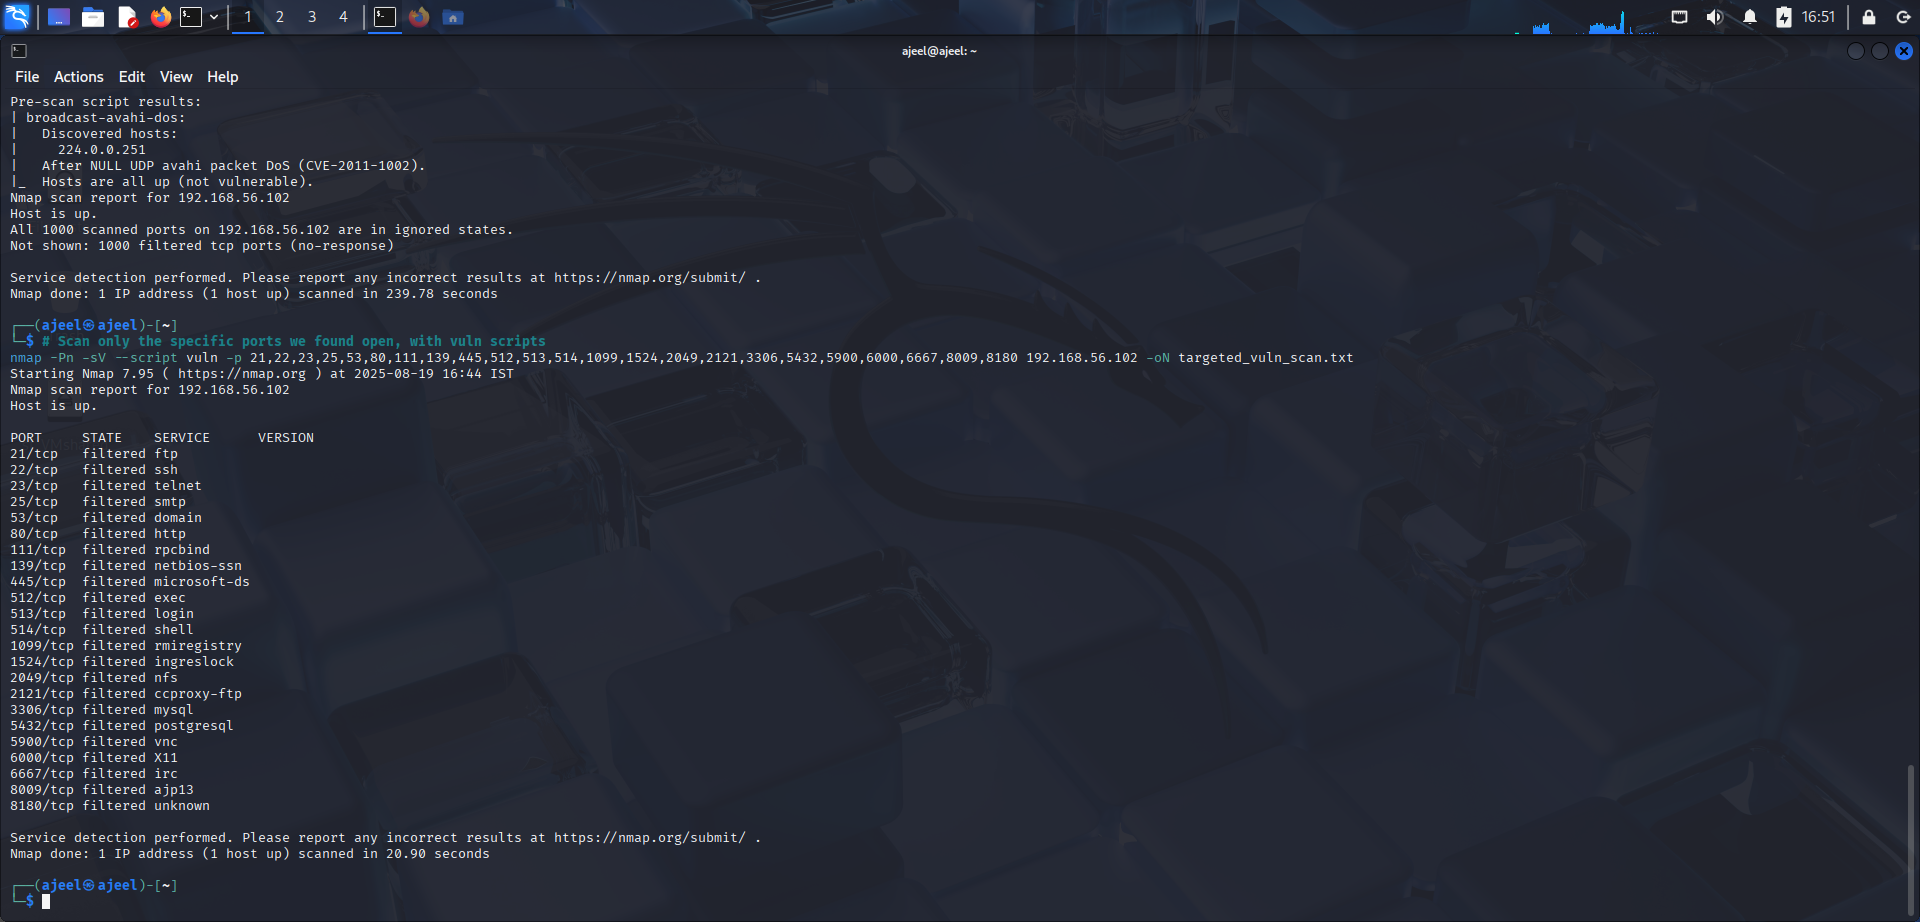 1 2 3 4 16:51
ajeel@ajeel: ~
File Actions Edit View Help
Pre-scan script results:
| broadcast-avahi-dos:
|   Discovered hosts:
|     224.0.0.251
|   After NULL UDP avahi packet DoS (CVE-2011-1002).
|_  Hosts are all up (not vulnerable).
Nmap scan report for 192.168.56.102
Host is up.
All 1000 scanned ports on 192.168.56.102 are in ignored states.
Not shown: 1000 filtered tcp ports (no-response)
Service detection performed. Please report any incorrect results at https://nmap.org/submit/ .
Nmap done: 1 IP address (1 host up) scanned in 239.78 seconds
┌──(ajeel㉿ajeel)-[~]
└─$ # Scan only the specific ports we found open, with vuln scripts
nmap -Pn -sV --script vuln -p 21,22,23,25,53,80,111,139,445,512,513,514,1099,1524,2049,2121,3306,5432,5900,6000,6667,8009,8180 192.168.56.102 -oN targeted_vuln_scan.txt
Starting Nmap 7.95 ( https://nmap.org ) at 2025-08-19 16:44 IST
Nmap scan report for 192.168.56.102
Host is up.
PORT     STATE    SERVICE      VERSION
21/tcp   filtered ftp
22/tcp   filtered ssh
23/tcp   filtered telnet
25/tcp   filtered smtp
53/tcp   filtered domain
80/tcp   filtered http
111/tcp  filtered rpcbind
139/tcp  filtered netbios-ssn
445/tcp  filtered microsoft-ds
512/tcp  filtered exec
513/tcp  filtered login
514/tcp  filtered shell
1099/tcp filtered rmiregistry
1524/tcp filtered ingreslock
2049/tcp filtered nfs
2121/tcp filtered ccproxy-ftp
3306/tcp filtered mysql
5432/tcp filtered postgresql
5900/tcp filtered vnc
6000/tcp filtered X11
6667/tcp filtered irc
8009/tcp filtered ajp13
8180/tcp filtered unknown
Service detection performed. Please report any incorrect results at https://nmap.org/submit/ .
Nmap done: 1 IP address (1 host up) scanned in 20.90 seconds
┌──(ajeel㉿ajeel)-[~]
└─$